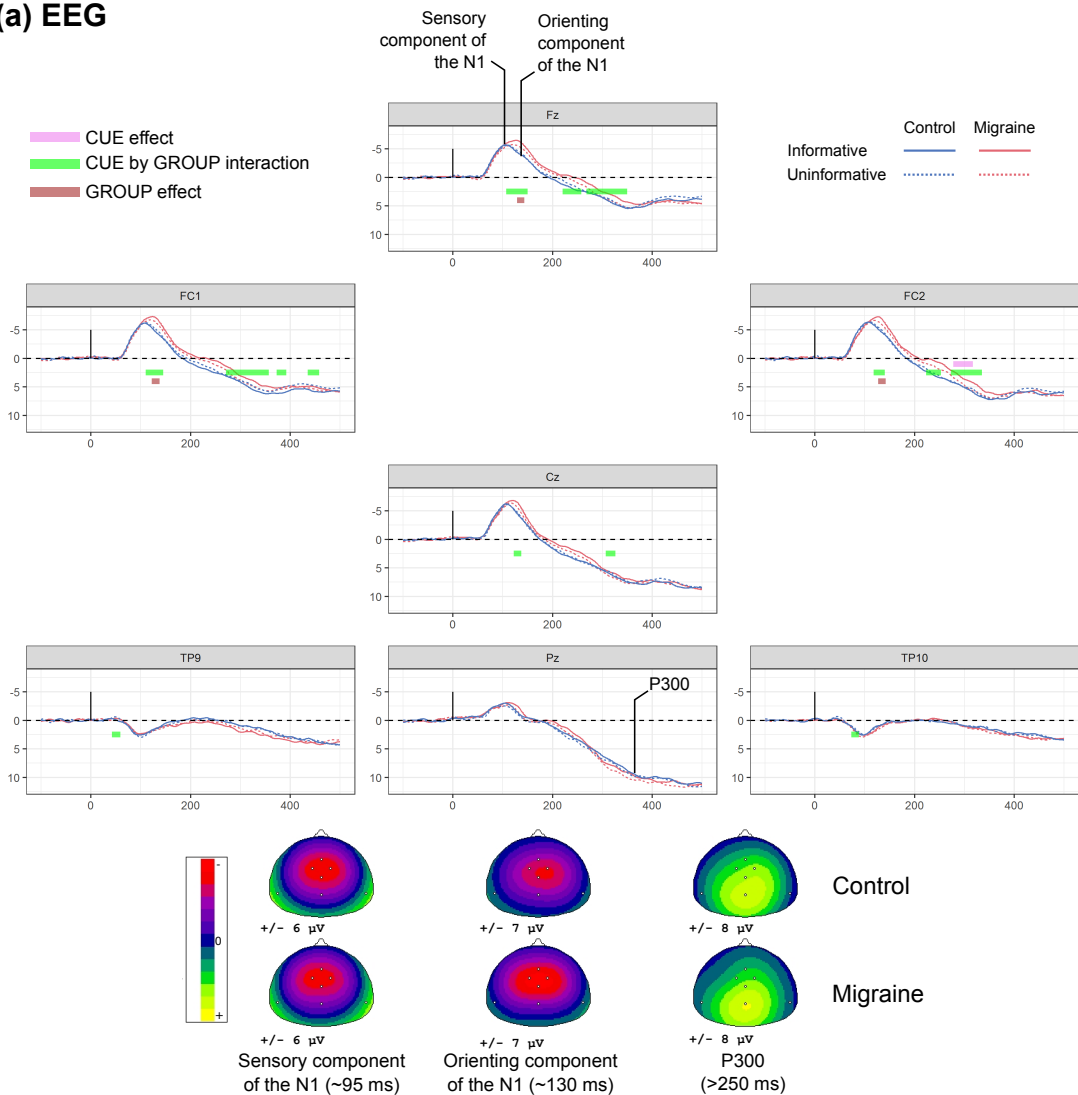 (a) EEG
Sensory
component of
the N1
Orienting
component
of the N1
CUE effect
CUE by GROUP interaction
GROUP effect
Control Migraine
Informative
Uninformative
Fz
-5
0
5
10
0 200 400
FC1
-5
0
5
10
0 200 400
FC2
-5
0
5
10
0 200 400
Cz
-5
0
5
10
0 200 400
TP9
-5
0
5
10
0 200 400
Pz
P300
-5
0
5
10
0 200 400
TP10
-5
0
5
10
0 200 400
-
0
+
+/- 6 µV
+/- 7 µV
+/- 8 µV
Control
+/- 6 µV
+/- 7 µV
+/- 8 µV
Migraine
Sensory component
of the N1 (~95 ms)
Orienting component
of the N1 (~130 ms)
P300
(>250 ms)